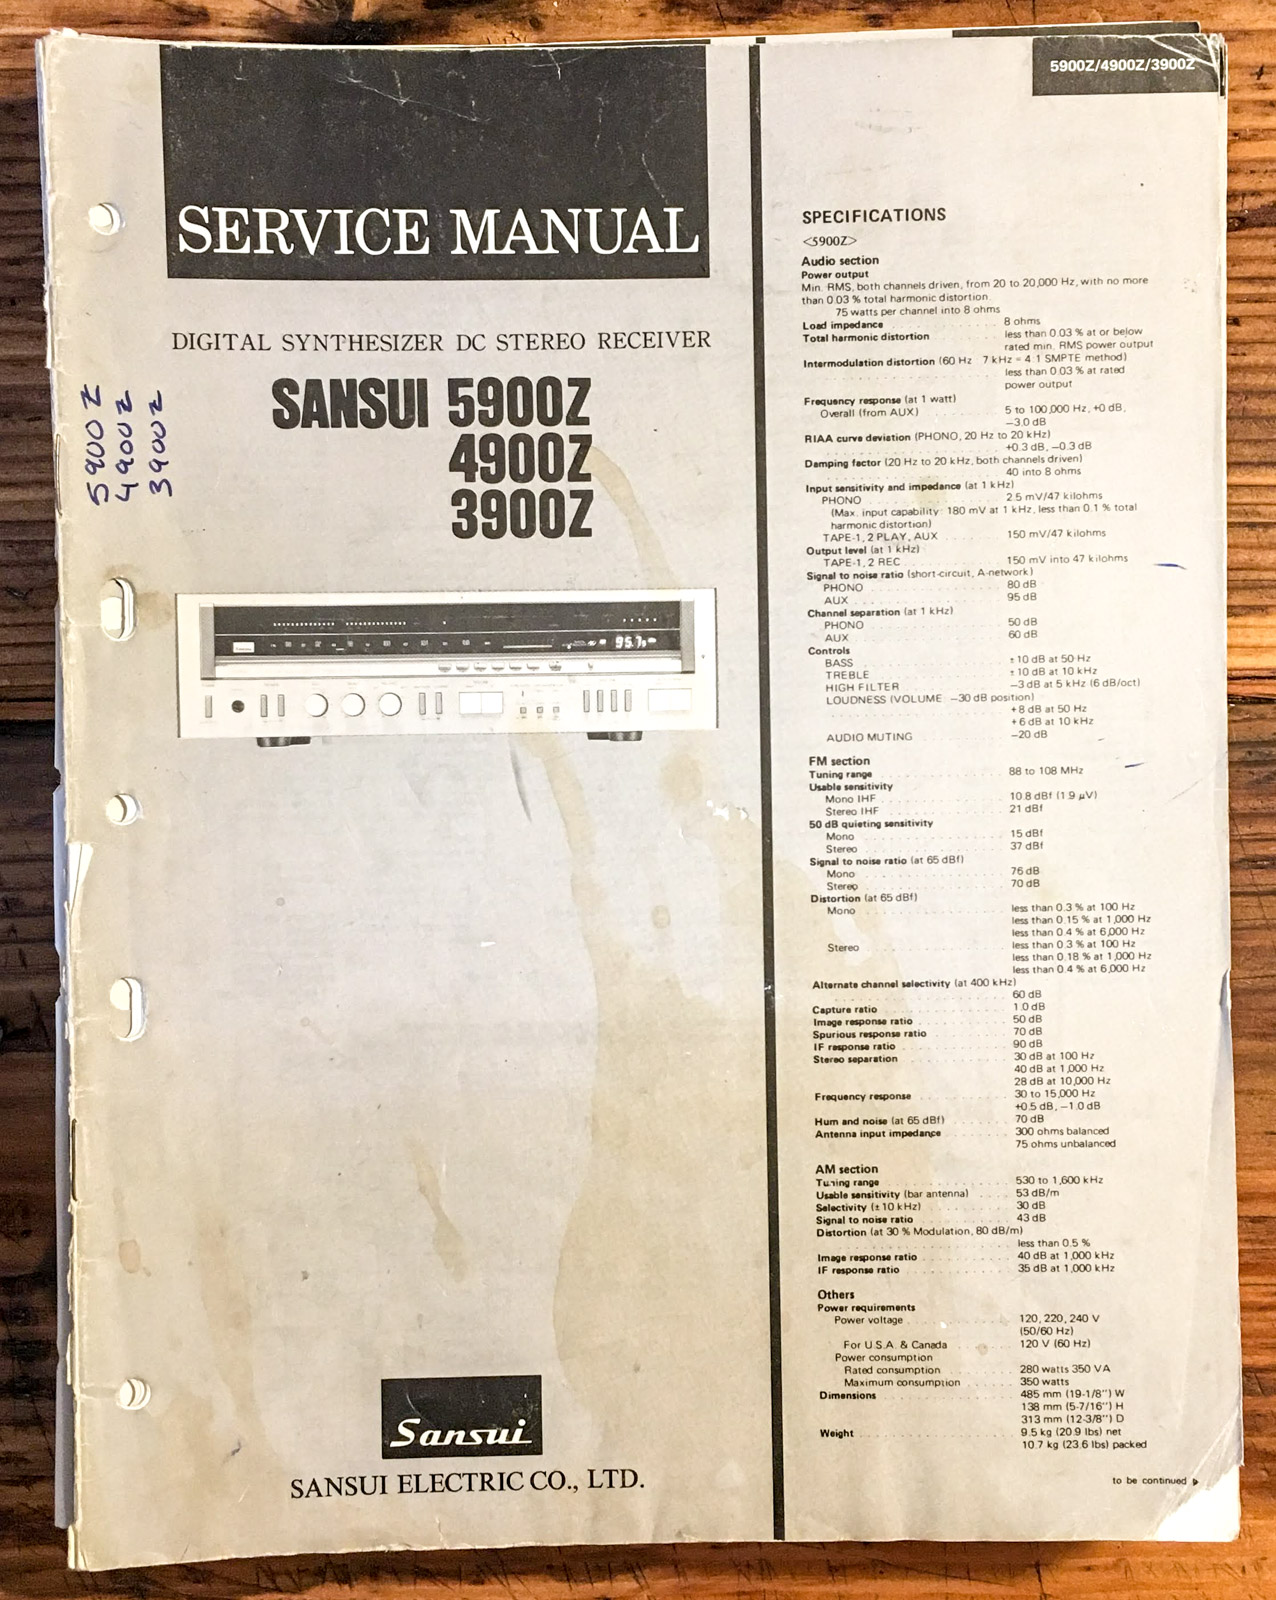 SERVICE MANUAL
DIGITAL SYNTHESIZER DC STEREO RECEIVER
SANSUI 5900Z
4900Z
3900Z
5900Z
4900Z
3900Z
95.7
Sansui
SANSUI ELECTRIC CO., LTD.
5900Z/4900Z/3900Z
SPECIFICATIONS
<5900Z>
Audio section
Power output
Min. RMS, both channels driven, from 20 to 20,000 Hz, with no more
than 0.03 % total harmonic distortion.
75 watts per channel into 8 ohms
Load impedance 8 ohms
Total harmonic distortion less than 0.03 % at or below
rated min. RMS power output
Intermodulation distortion (60 Hz 7 kHz = 4 1 SMPTE method)
less than 0.03 % at rated
power output
Frequency response (at 1 watt)
Overall (from AUX) 5 to 100,000 Hz, +0 dB,
−3.0 dB
RIAA curve deviation (PHONO, 20 Hz to 20 kHz)
+0.3 dB, −0.3 dB
Damping factor (20 Hz to 20 kHz, both channels driven)
40 into 8 ohms
Input sensitivity and impedance (at 1 kHz)
PHONO 2.5 mV/47 kilohms
(Max. input capability: 180 mV at 1 kHz, less than 0.1 % total
harmonic distortion)
TAPE-1, 2 PLAY, AUX 150 mV/47 kilohms
Output level (at 1 kHz)
TAPE-1, 2 REC 150 mV into 47 kilohms
Signal to noise ratio (short-circuit, A-network)
PHONO 80 dB
AUX 95 dB
Channel separation (at 1 kHz)
PHONO 50 dB
AUX 60 dB
Controls
BASS ±10 dB at 50 Hz
TREBLE ±10 dB at 10 kHz
HIGH FILTER −3 dB at 5 kHz (6 dB/oct)
LOUDNESS (VOLUME −30 dB position)
+8 dB at 50 Hz
+6 dB at 10 kHz
AUDIO MUTING −20 dB
FM section
Tuning range 88 to 108 MHz
Usable sensitivity
Mono IHF 10.8 dBf (1.9 µV)
Stereo IHF 21 dBf
50 dB quieting sensitivity
Mono 15 dBf
Stereo 37 dBf
Signal to noise ratio (at 65 dBf)
Mono 76 dB
Stereo 70 dB
Distortion (at 65 dBf)
Mono less than 0.3 % at 100 Hz
less than 0.15 % at 1,000 Hz
less than 0.4 % at 6,000 Hz
Stereo less than 0.3 % at 100 Hz
less than 0.18 % at 1,000 Hz
less than 0.4 % at 6,000 Hz
Alternate channel selectivity (at 400 kHz)
60 dB
Capture ratio 1.0 dB
Image response ratio 50 dB
Spurious response ratio 70 dB
IF response ratio 90 dB
Stereo separation 30 dB at 100 Hz
40 dB at 1,000 Hz
28 dB at 10,000 Hz
Frequency response 30 to 15,000 Hz
+0.5 dB, −1.0 dB
Hum and noise (at 65 dBf) 70 dB
Antenna input impedance 300 ohms balanced
75 ohms unbalanced
AM section
Tuning range 530 to 1,600 kHz
Usable sensitivity (bar antenna) 53 dB/m
Selectivity (±10 kHz) 30 dB
Signal to noise ratio 43 dB
Distortion (at 30 % Modulation, 80 dB/m)
less than 0.5 %
Image response ratio 40 dB at 1,000 kHz
IF response ratio 35 dB at 1,000 kHz
Others
Power requirements
Power voltage 120, 220, 240 V
(50/60 Hz)
For U.S.A. & Canada 120 V (60 Hz)
Power consumption
Rated consumption 280 watts 350 VA
Maximum consumption 350 watts
Dimensions 485 mm (19-1/8") W
138 mm (5-7/16") H
313 mm (12-3/8") D
Weight 9.5 kg (20.9 lbs) net
10.7 kg (23.6 lbs) packed
to be continued